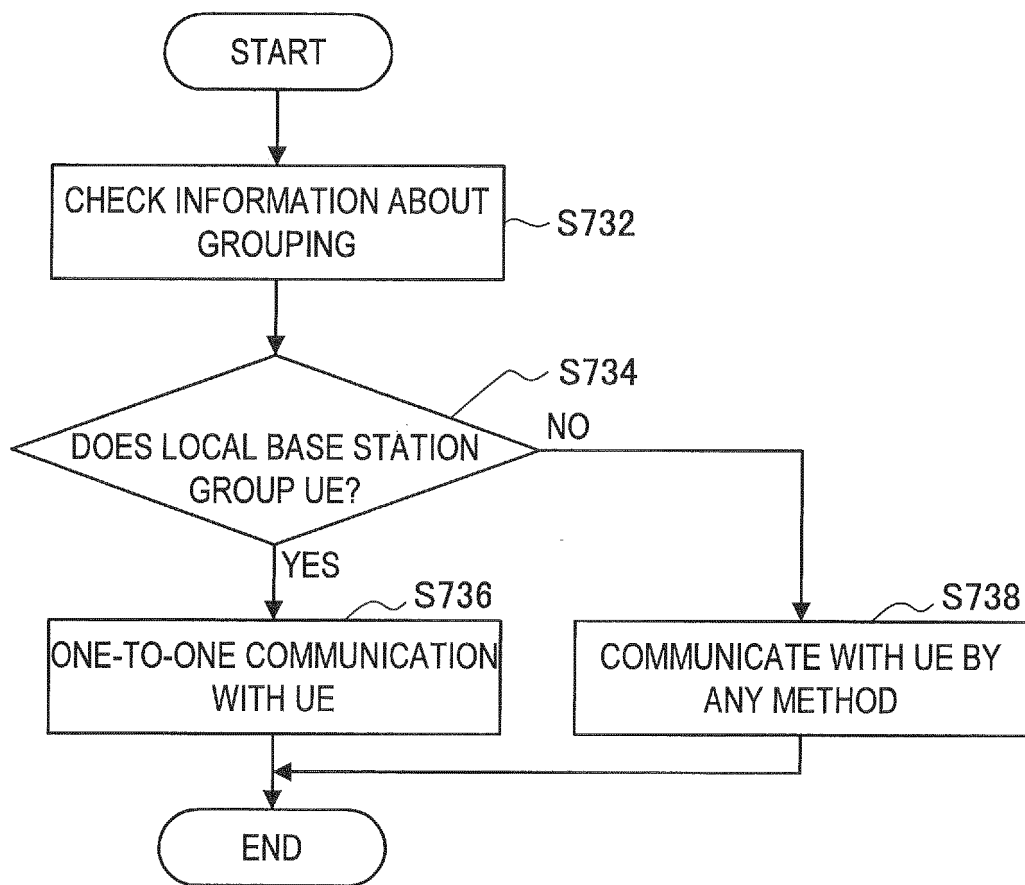 START
CHECK INFORMATION ABOUT
GROUPING
S732
S734
DOES LOCAL BASE STATION
GROUP UE?
NO
YES
S736
ONE-TO-ONE COMMUNICATION
WITH UE
S738
COMMUNICATE WITH UE BY
ANY METHOD
END